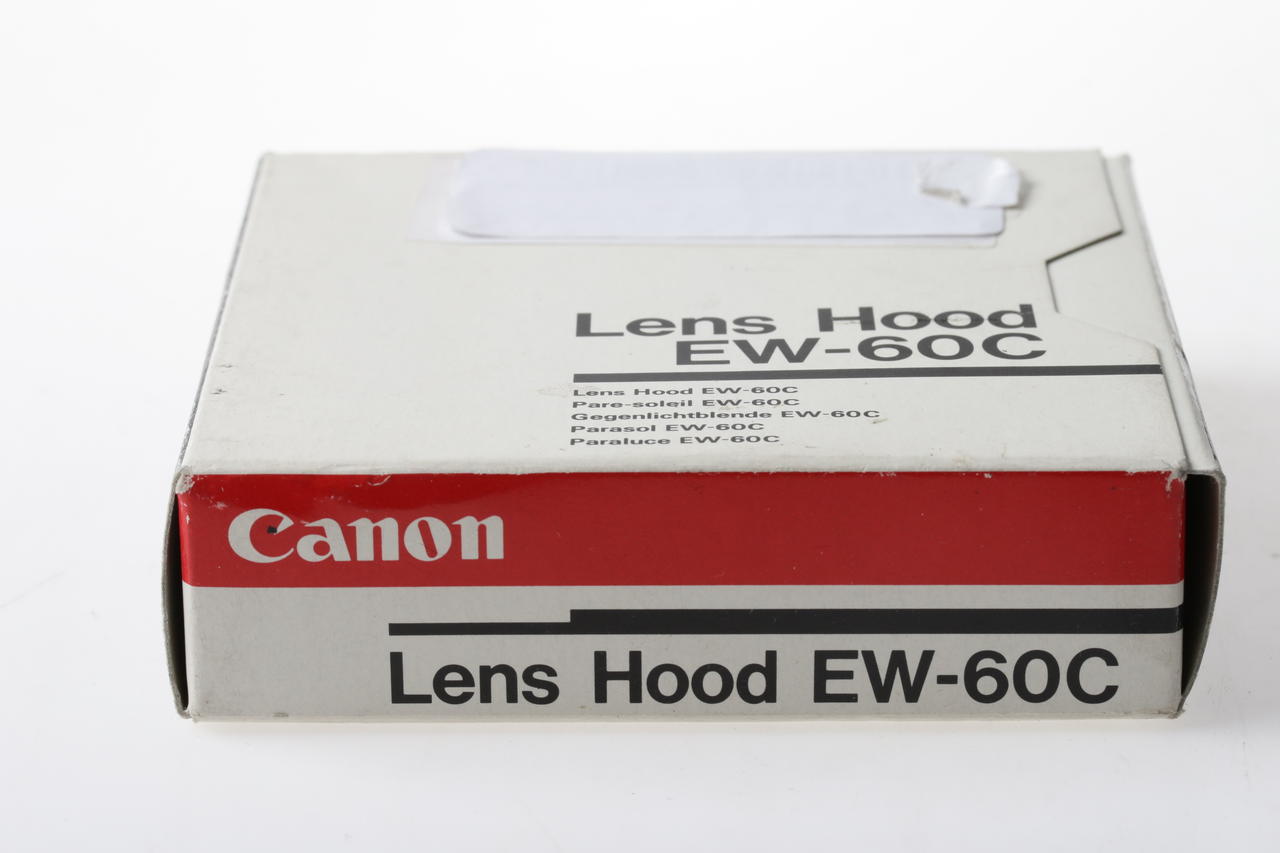 Lens Hood
EW-60C
Lens Hood EW-60C
Pare-soleil EW-60C
Gegenlichtblende EW-60C
Parasol EW-60C
Paraluce EW-60C
Canon
Lens Hood EW-60C